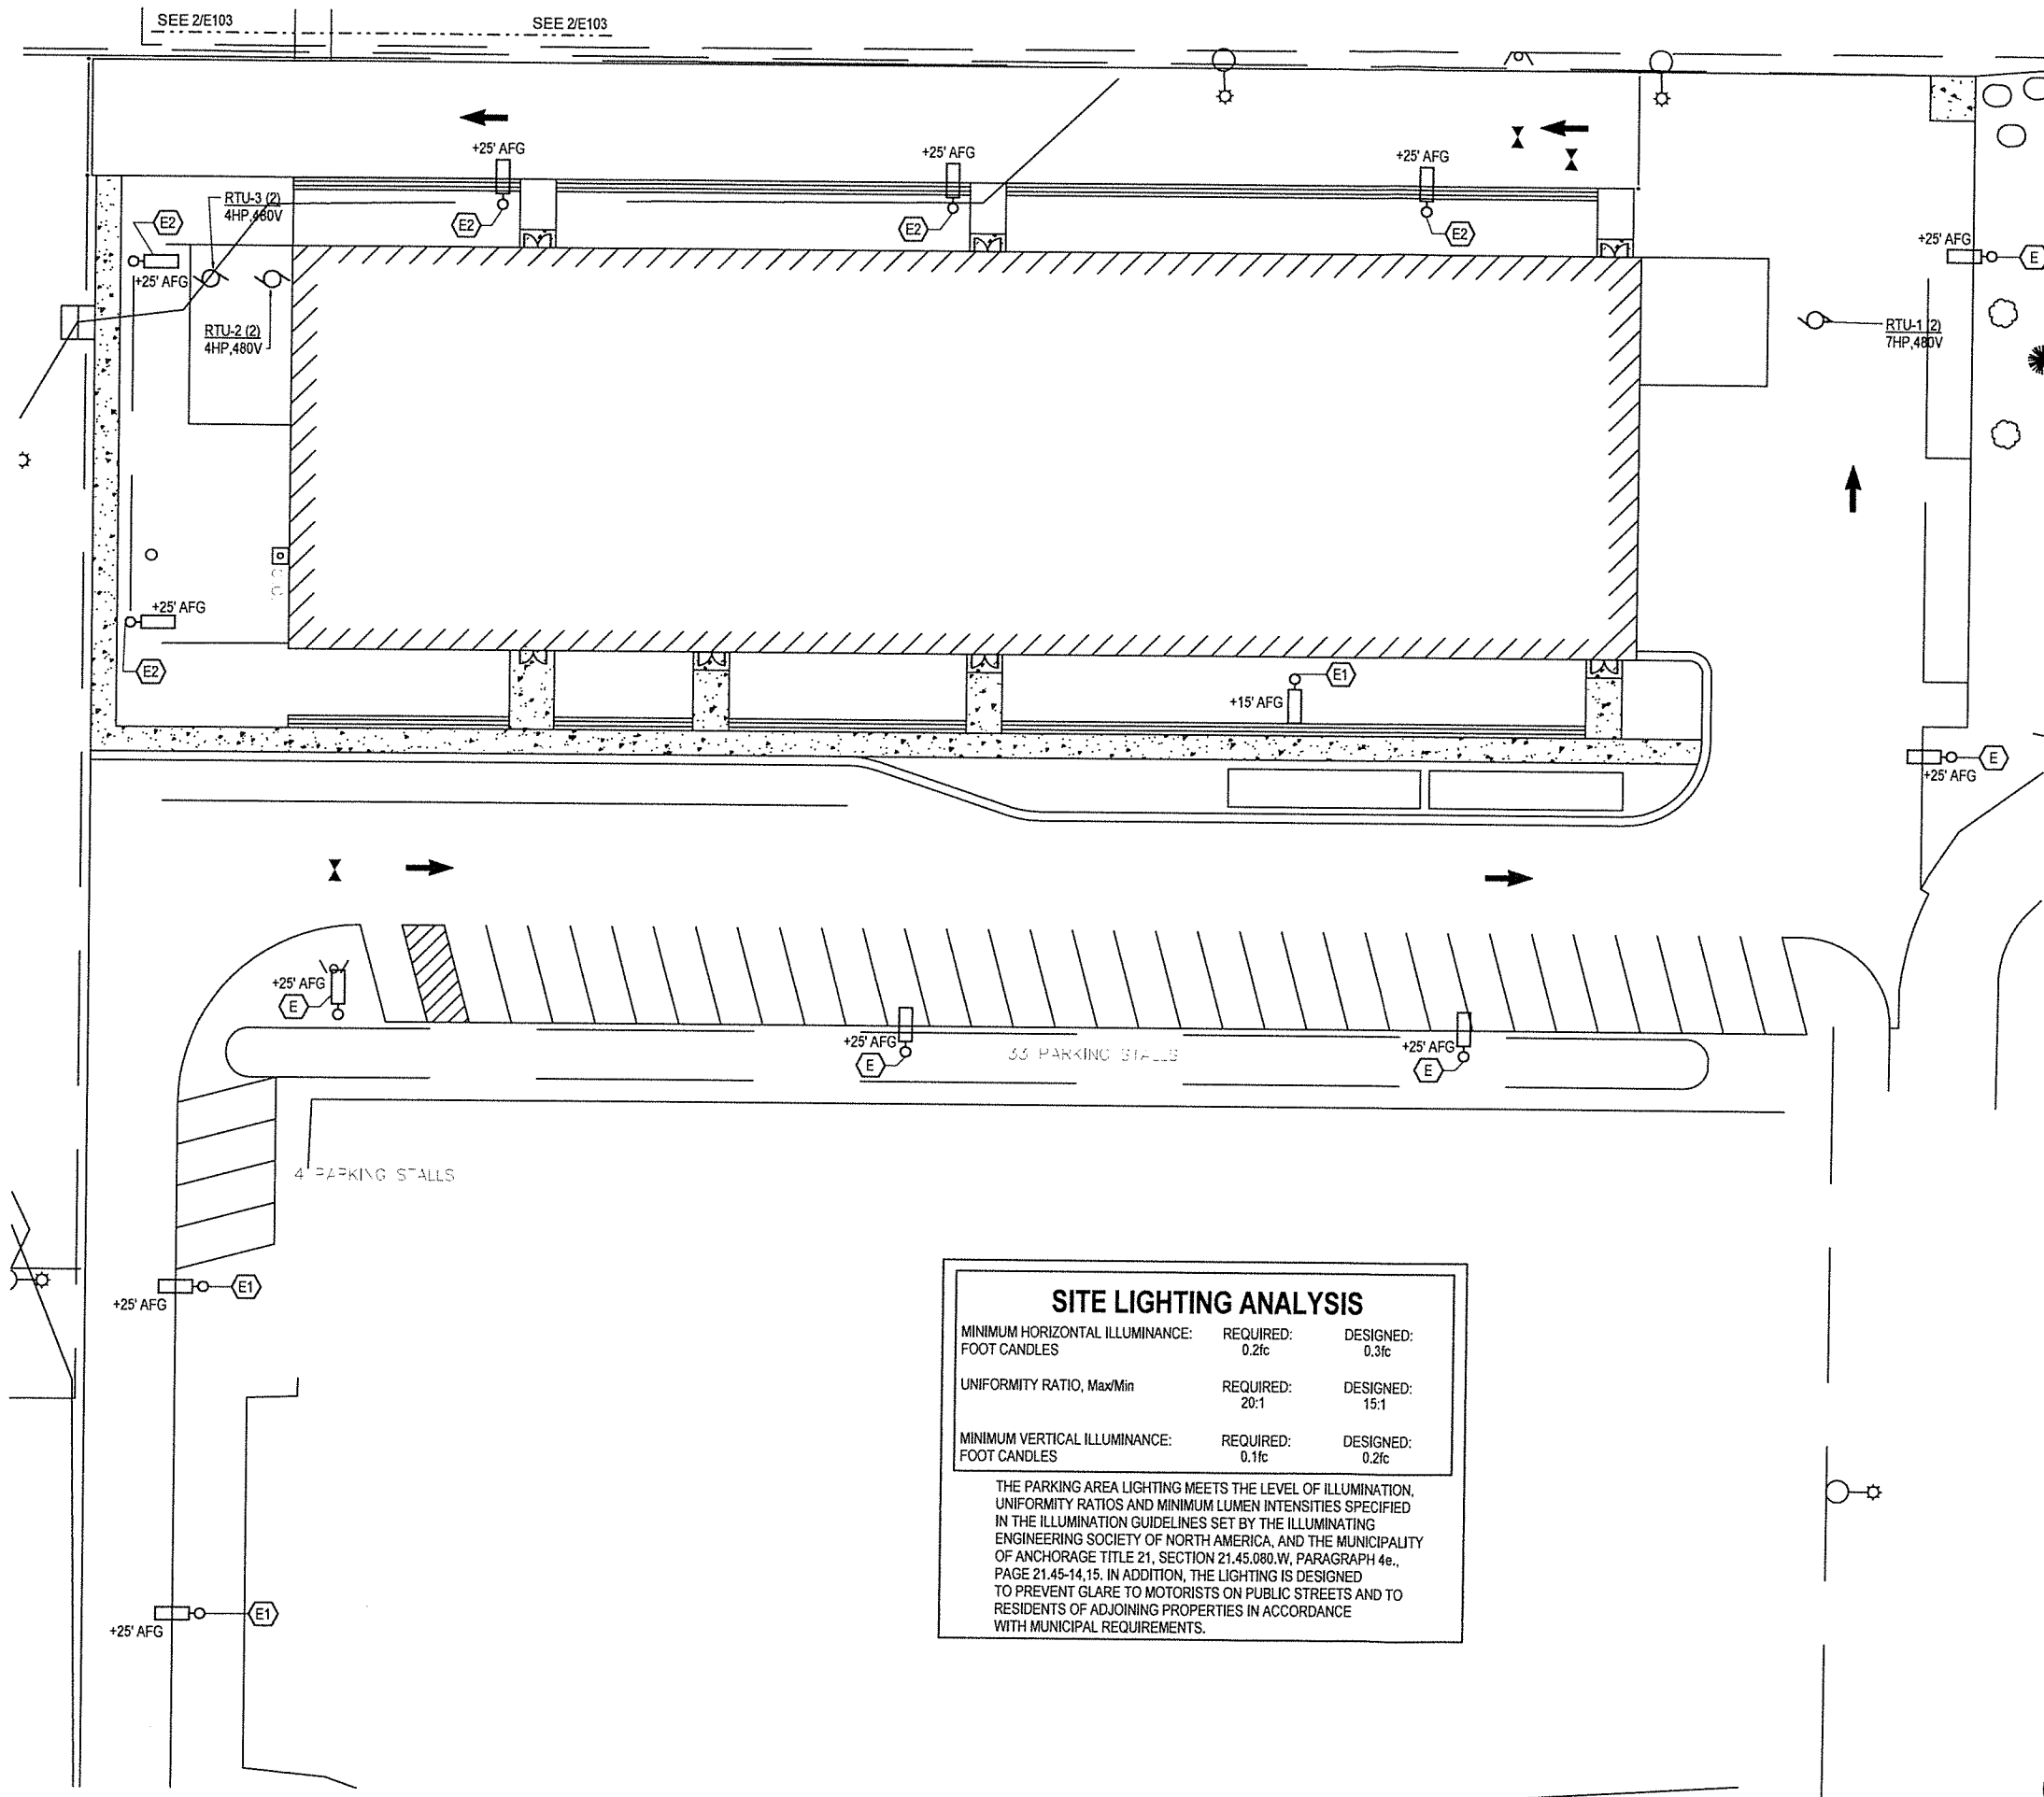 SEE 2/E103
SEE 2/E103
+25' AFG
+25' AFG
+25' AFG
RTU-3 (2)
4HP,480V
E2
E2
E2
E2
+25' AFG
+25' AFG
E
RTU-2 (2)
4HP,480V
RTU-1 (2)
7HP,480V
+25' AFG
E2
E1
+15' AFG
E
+25' AFG
+25' AFG
E
+25' AFG
E
33 PARKING STALLS
+25' AFG
E
4 PARKING STALLS
E1
+25' AFG
E1
+25' AFG
SITE LIGHTING ANALYSIS
MINIMUM HORIZONTAL ILLUMINANCE: REQUIRED: DESIGNED:
FOOT CANDLES 0.2fc 0.3fc
UNIFORMITY RATIO, Max/Min REQUIRED: DESIGNED:
20:1 15:1
MINIMUM VERTICAL ILLUMINANCE: REQUIRED: DESIGNED:
FOOT CANDLES 0.1fc 0.2fc
THE PARKING AREA LIGHTING MEETS THE LEVEL OF ILLUMINATION,
UNIFORMITY RATIOS AND MINIMUM LUMEN INTENSITIES SPECIFIED
IN THE ILLUMINATION GUIDELINES SET BY THE ILLUMINATING
ENGINEERING SOCIETY OF NORTH AMERICA, AND THE MUNICIPALITY
OF ANCHORAGE TITLE 21, SECTION 21.45.080.W, PARAGRAPH 4e.,
PAGE 21.45-14,15. IN ADDITION, THE LIGHTING IS DESIGNED
TO PREVENT GLARE TO MOTORISTS ON PUBLIC STREETS AND TO
RESIDENTS OF ADJOINING PROPERTIES IN ACCORDANCE
WITH MUNICIPAL REQUIREMENTS.